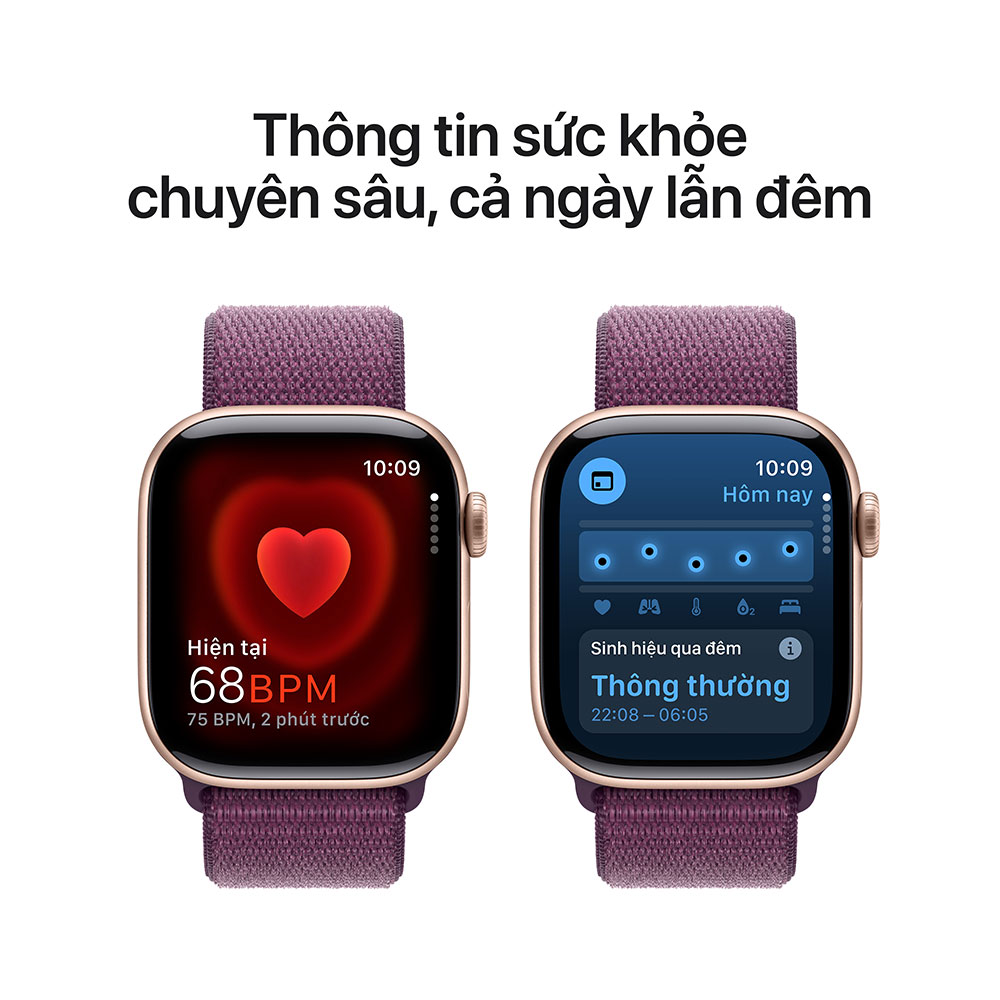 Thông tin sức khỏe
chuyên sâu, cả ngày lẫn đêm
10:09
Hiện tại
68BPM
75 BPM, 2 phút trước
10:09
Hôm nay
O2
Sinh hiệu qua đêm
i
Thông thường
22:08 – 06:05